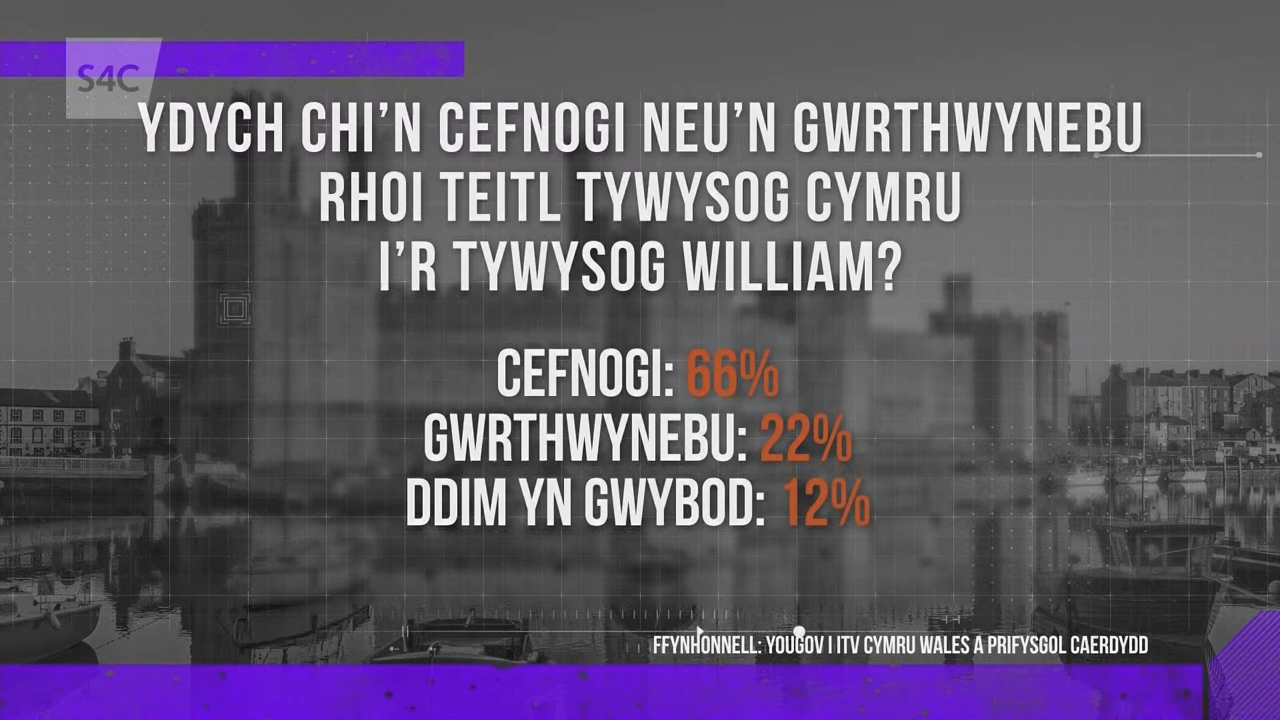 S4C
YDYCH CHI'N CEFNOGI NEU'N GWRTHWYNEBU
RHOI TEITL TYWYSOG CYMRU
I'R TYWYSOG WILLIAM?
CEFNOGI: 66%
GWRTHWYNEBU: 22%
DDIM YN GWYBOD: 12%
FFYNHONNELL: YOUGOV I ITV CYMRU WALES A PRIFYSGOL CAERDYDD